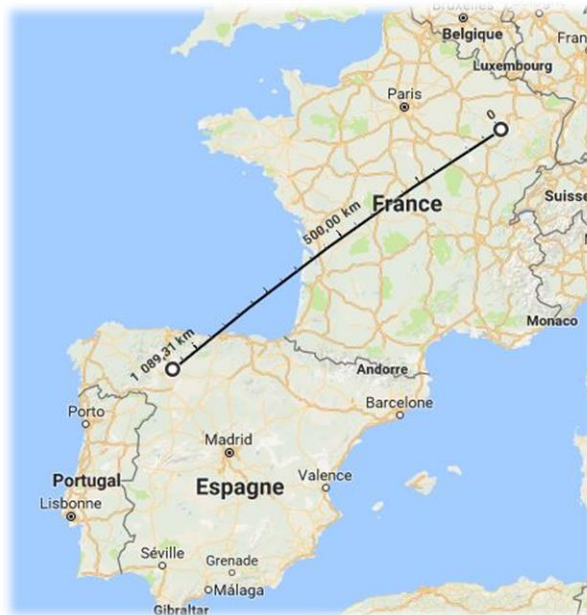 Bruxelles
Belgique
Fran
Luxembourg
Paris
0
France
500,00 km
Suisse
Monaco
1 089,31 km
Andorre
Porto
Barcelone
Madrid
Portugal
Espagne
Valence
Lisbonne
Séville
Grenade
Málaga
Gibraltar